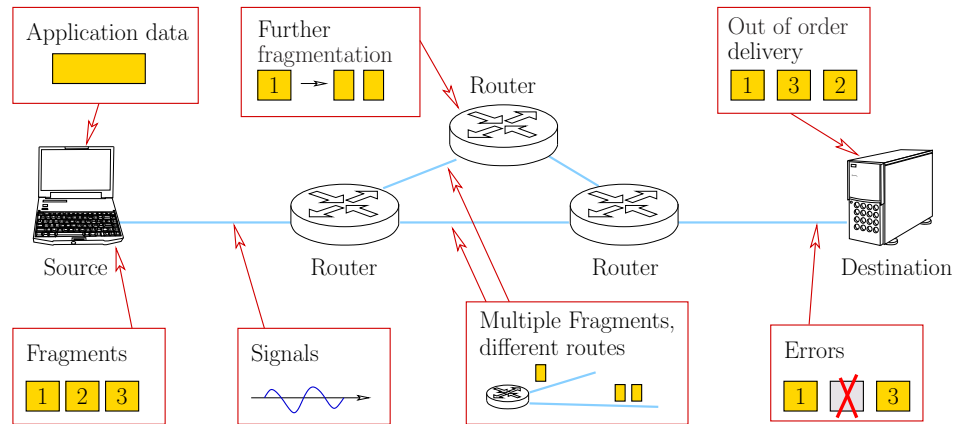 Application data
Further
fragmentation
1
Out of order
delivery
1 3 2
Router
Source
Router
Router
Destination
Fragments
1 2 3
Signals
Multiple Fragments,
different routes
Errors
1 3